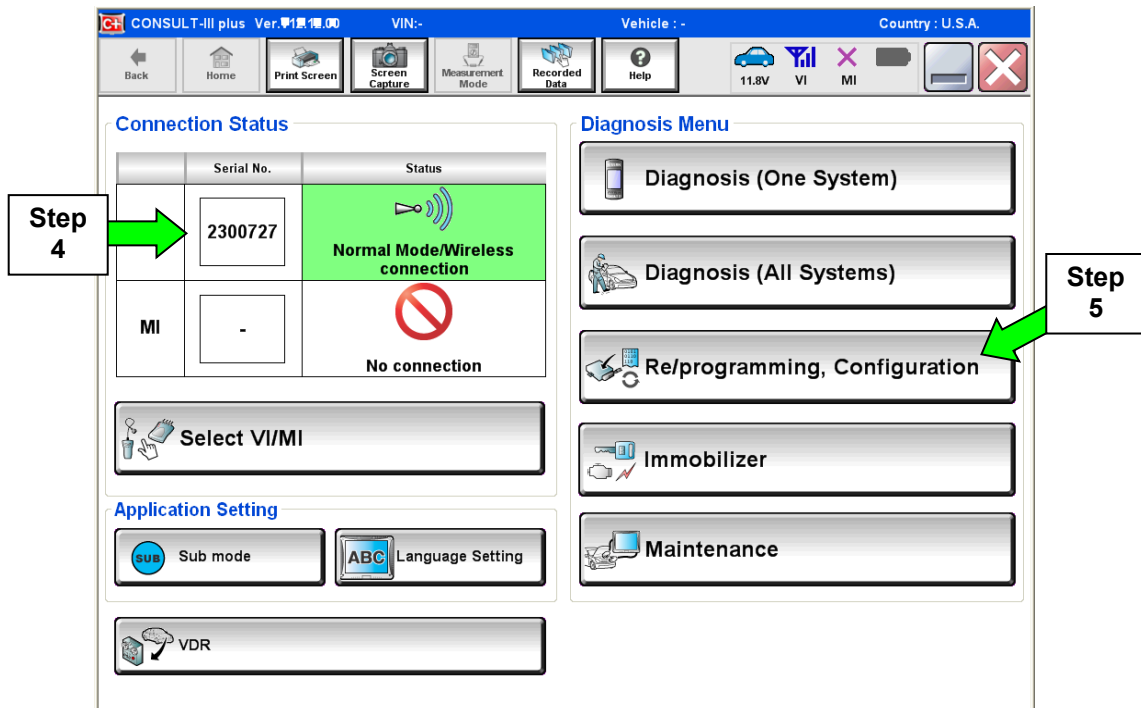 C+ CONSULT-III plus Ver. VIN:- Vehicle : - Country : U.S.A.
Back
Home
Print Screen
Screen
Capture
Measurement
Mode
Recorded
Data
Help
11.8V
VI
MI
Connection Status
Serial No. Status
Step
4
2300727
Normal Mode/Wireless
connection
MI
-
No connection
Select VI/MI
Application Setting
SUB Sub mode
ABC Language Setting
VDR
Diagnosis Menu
Diagnosis (One System)
Diagnosis (All Systems)
Step
5
Re/programming, Configuration
Immobilizer
Maintenance